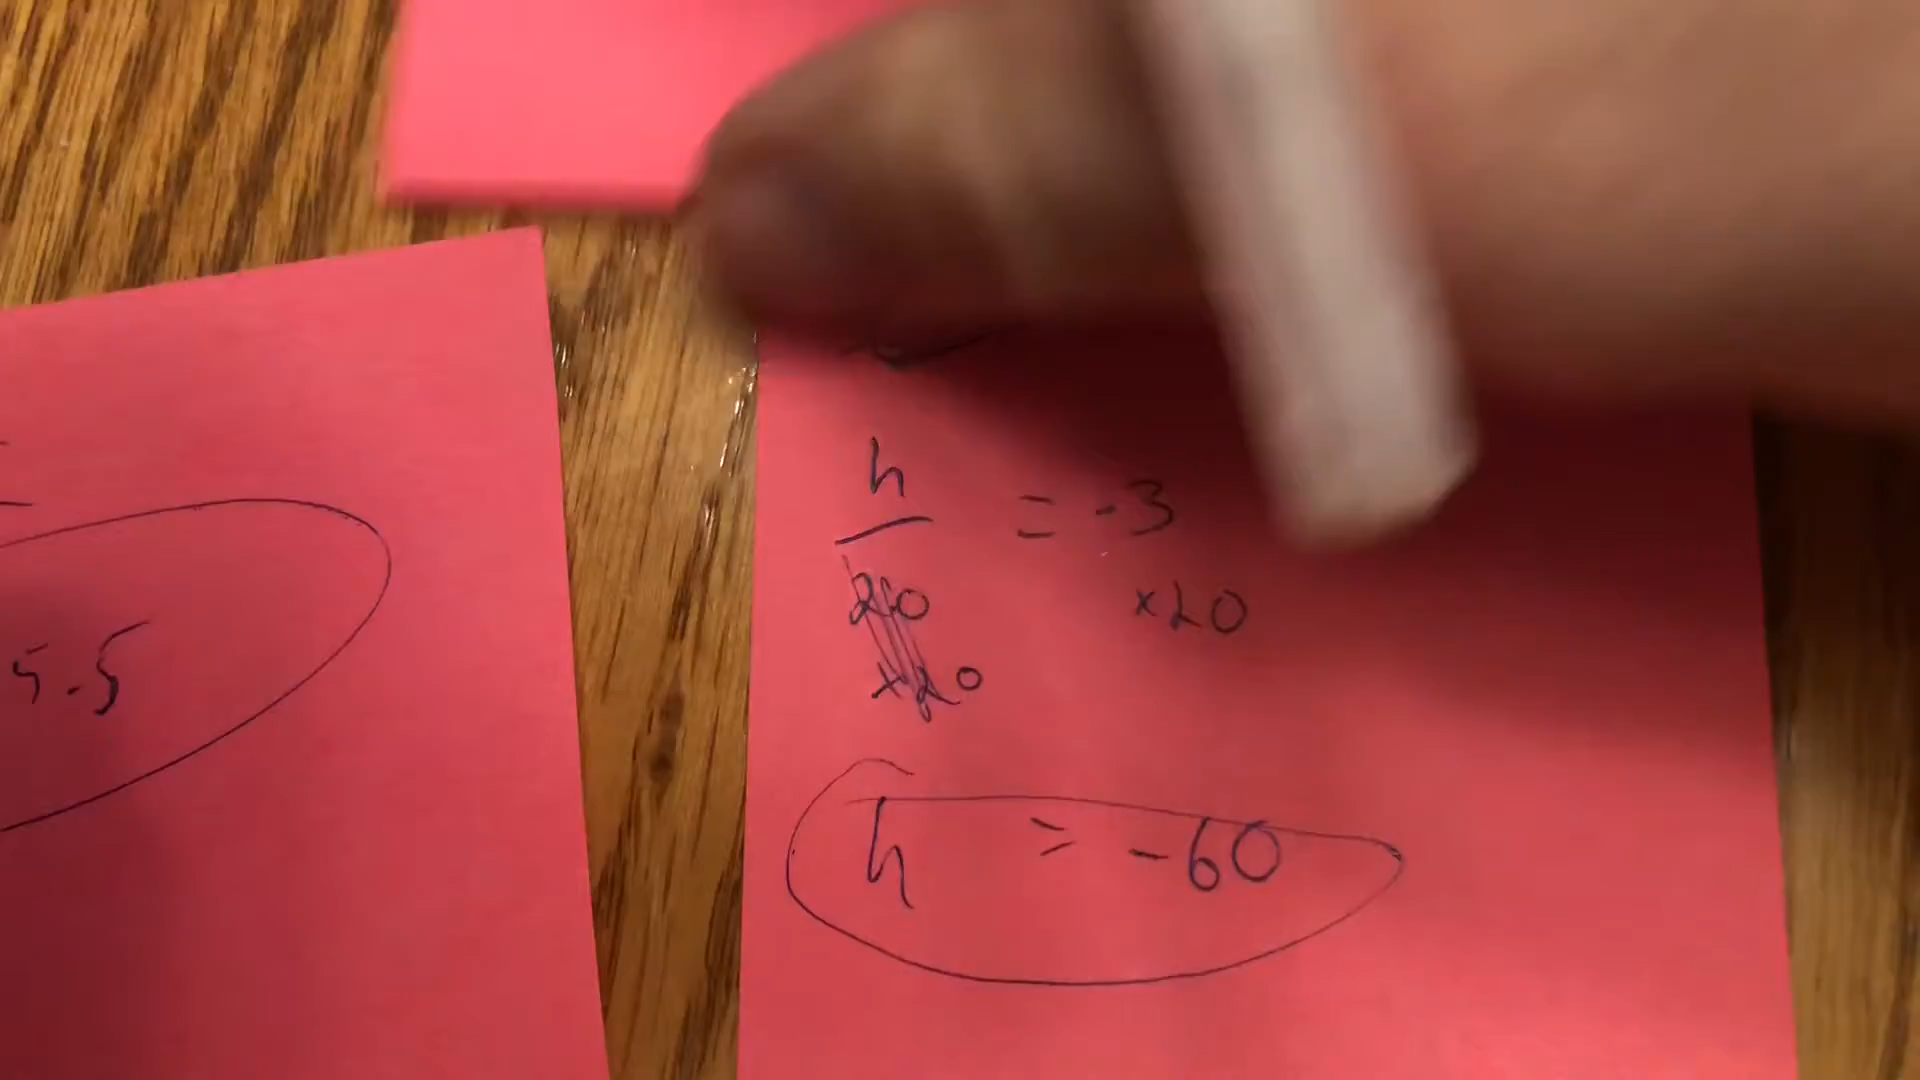 5.5
h
= -3
20
×20
×20
h = -60